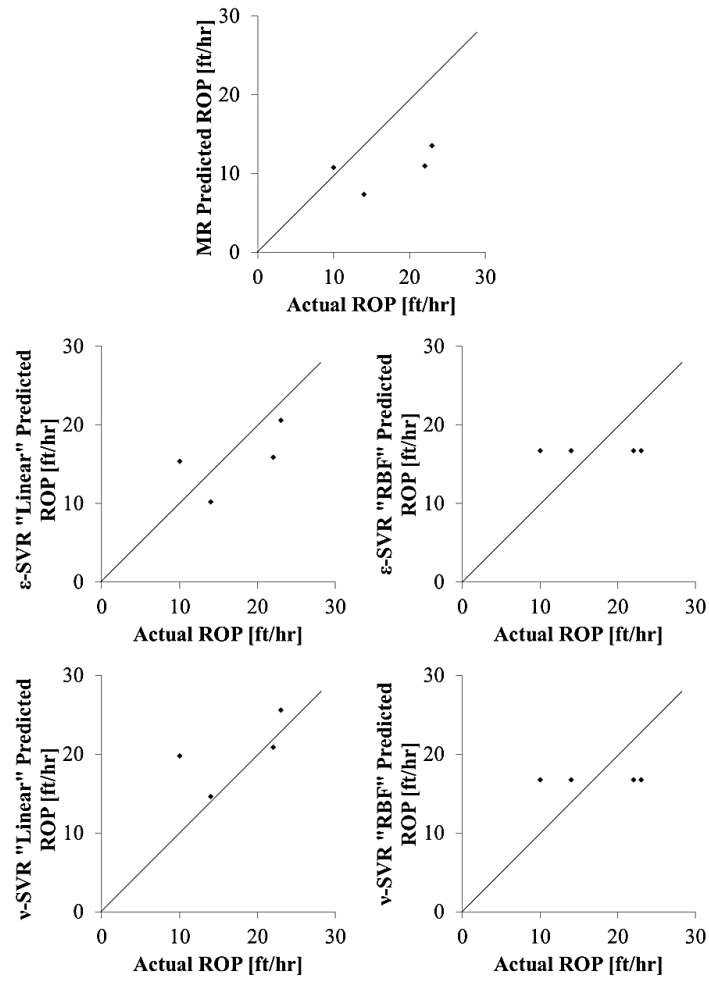 30
20
10
0
MR Predicted ROP [ft/hr]
0 10 20 30
Actual ROP [ft/hr]
30
20
10
0
ε-SVR "Linear" Predicted
ROP [ft/hr]
0 10 20 30
Actual ROP [ft/hr]
30
20
10
0
ε-SVR "RBF" Predicted
ROP [ft/hr]
0 10 20 30
Actual ROP [ft/hr]
30
20
10
0
ν-SVR "Linear" Predicted
ROP [ft/hr]
0 10 20 30
Actual ROP [ft/hr]
30
20
10
0
ν-SVR "RBF" Predicted
ROP [ft/hr]
0 10 20 30
Actual ROP [ft/hr]